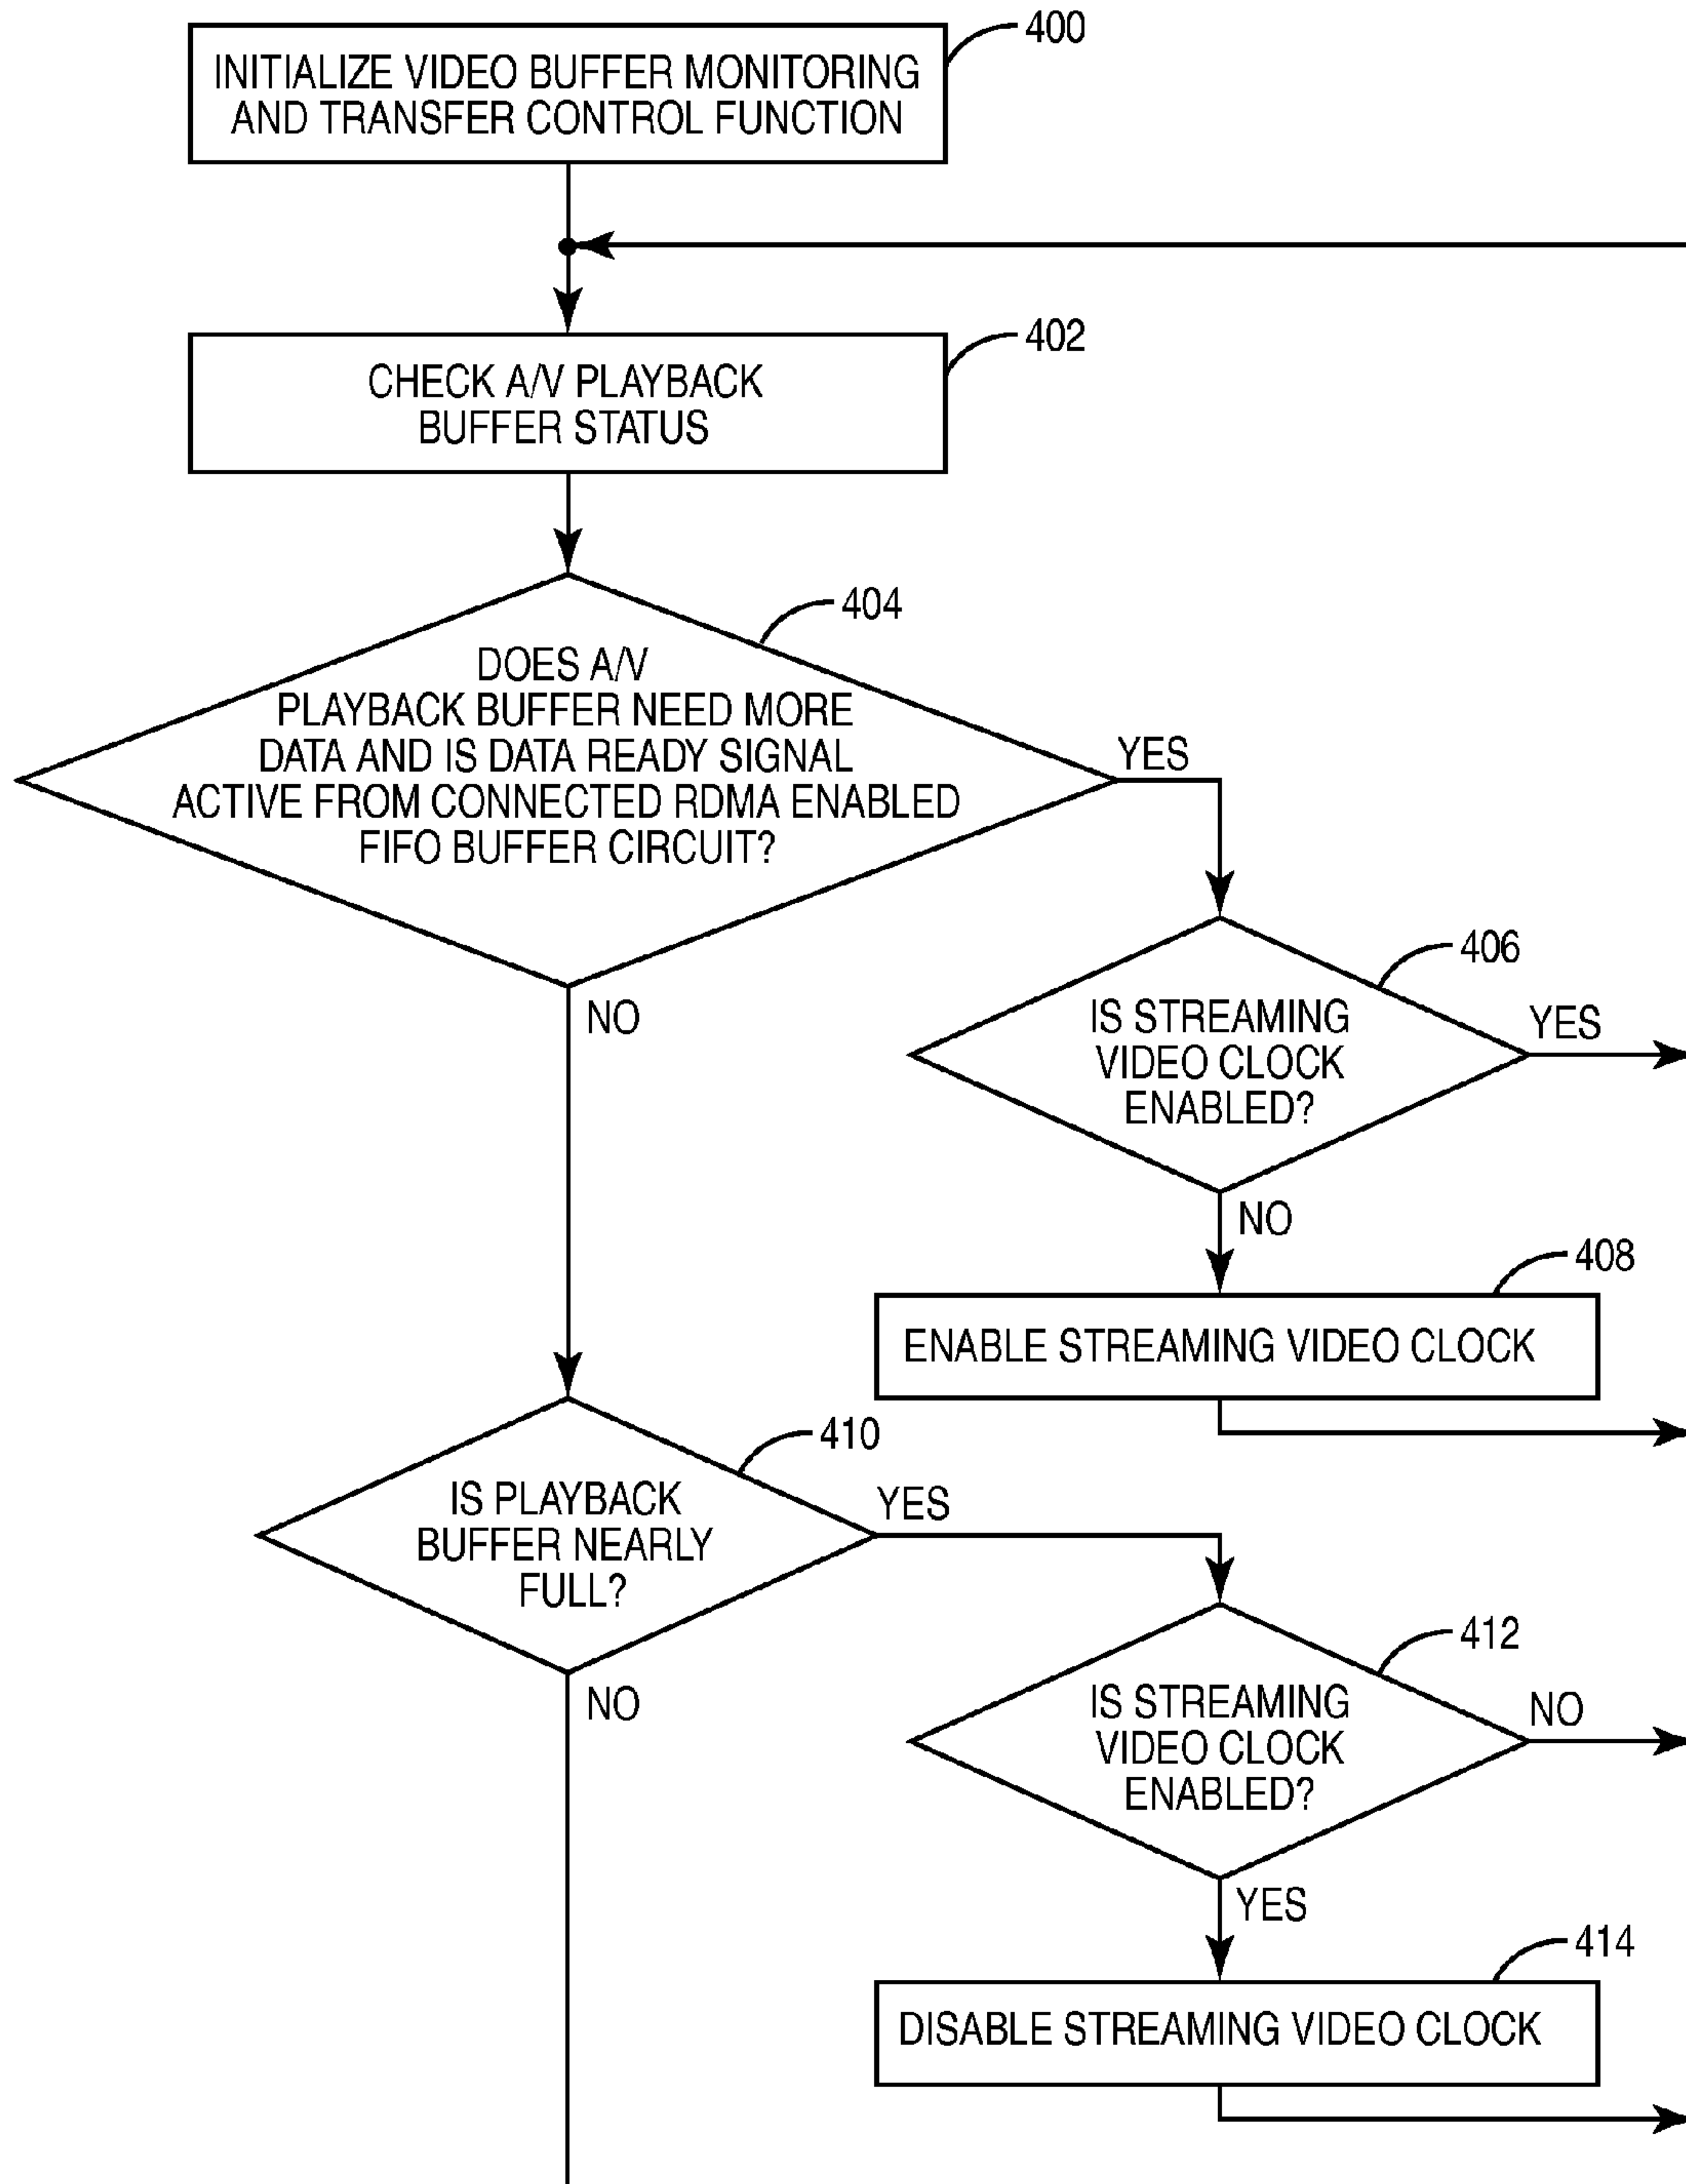 400
INITIALIZE VIDEO BUFFER MONITORING
AND TRANSFER CONTROL FUNCTION
402
CHECK A/V PLAYBACK
BUFFER STATUS
404
DOES A/V
PLAYBACK BUFFER NEED MORE
DATA AND IS DATA READY SIGNAL
ACTIVE FROM CONNECTED RDMA ENABLED
FIFO BUFFER CIRCUIT?
YES
NO
406
IS STREAMING
VIDEO CLOCK
ENABLED?
YES
NO
408
ENABLE STREAMING VIDEO CLOCK
410
IS PLAYBACK
BUFFER NEARLY
FULL?
YES
NO
412
IS STREAMING
VIDEO CLOCK
ENABLED?
NO
YES
414
DISABLE STREAMING VIDEO CLOCK